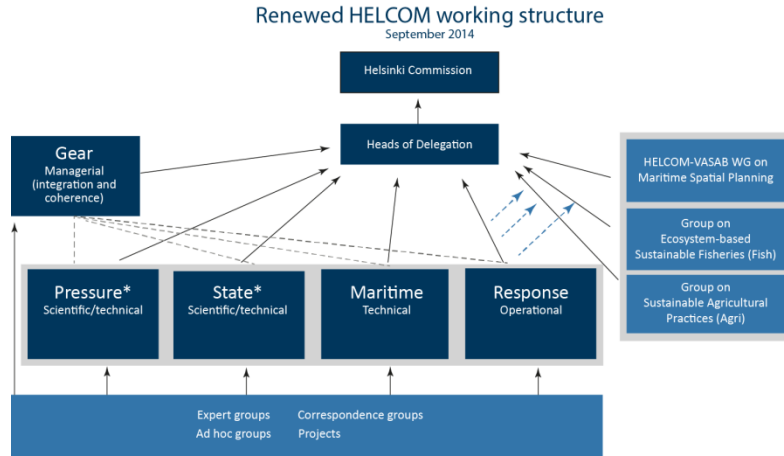 Renewed HELCOM working structure
September 2014
Helsinki Commission
Heads of Delegation
Gear
Managerial
(integration and
coherence)
HELCOM-VASAB WG on
Maritime Spatial Planning
Group on
Ecosystem-based
Sustainable Fisheries (Fish)
Group on
Sustainable Agricultural
Practices (Agri)
Pressure*
Scientific/technical
State*
Scientific/technical
Maritime
Technical
Response
Operational
Expert groups Correspondence groups
Ad hoc groups Projects